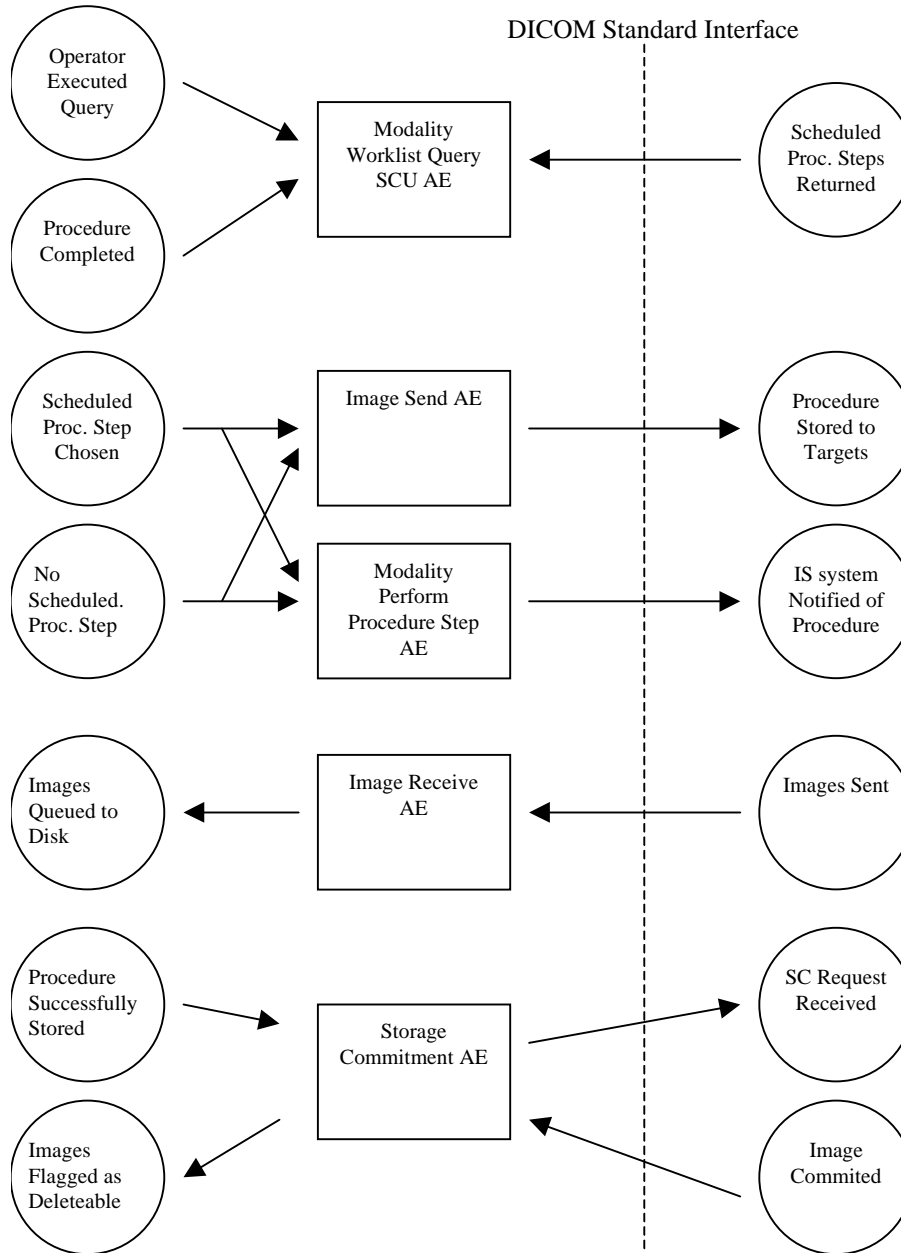 DICOM Standard Interface
Operator
Executed
Query
Modality
Worklist Query
SCU AE
Scheduled
Proc. Steps
Returned
Procedure
Completed
Scheduled
Proc. Step
Chosen
Image Send AE
Procedure
Stored to
Targets
No
Scheduled.
Proc. Step
Modality
Perform
Procedure Step
AE
IS system
Notified of
Procedure
Images
Queued to
Disk
Image Receive
AE
Images Sent
Procedure
Successfully
Stored
Storage
Commitment AE
SC Request
Received
Images
Flagged as
Deleteable
Image
Commited